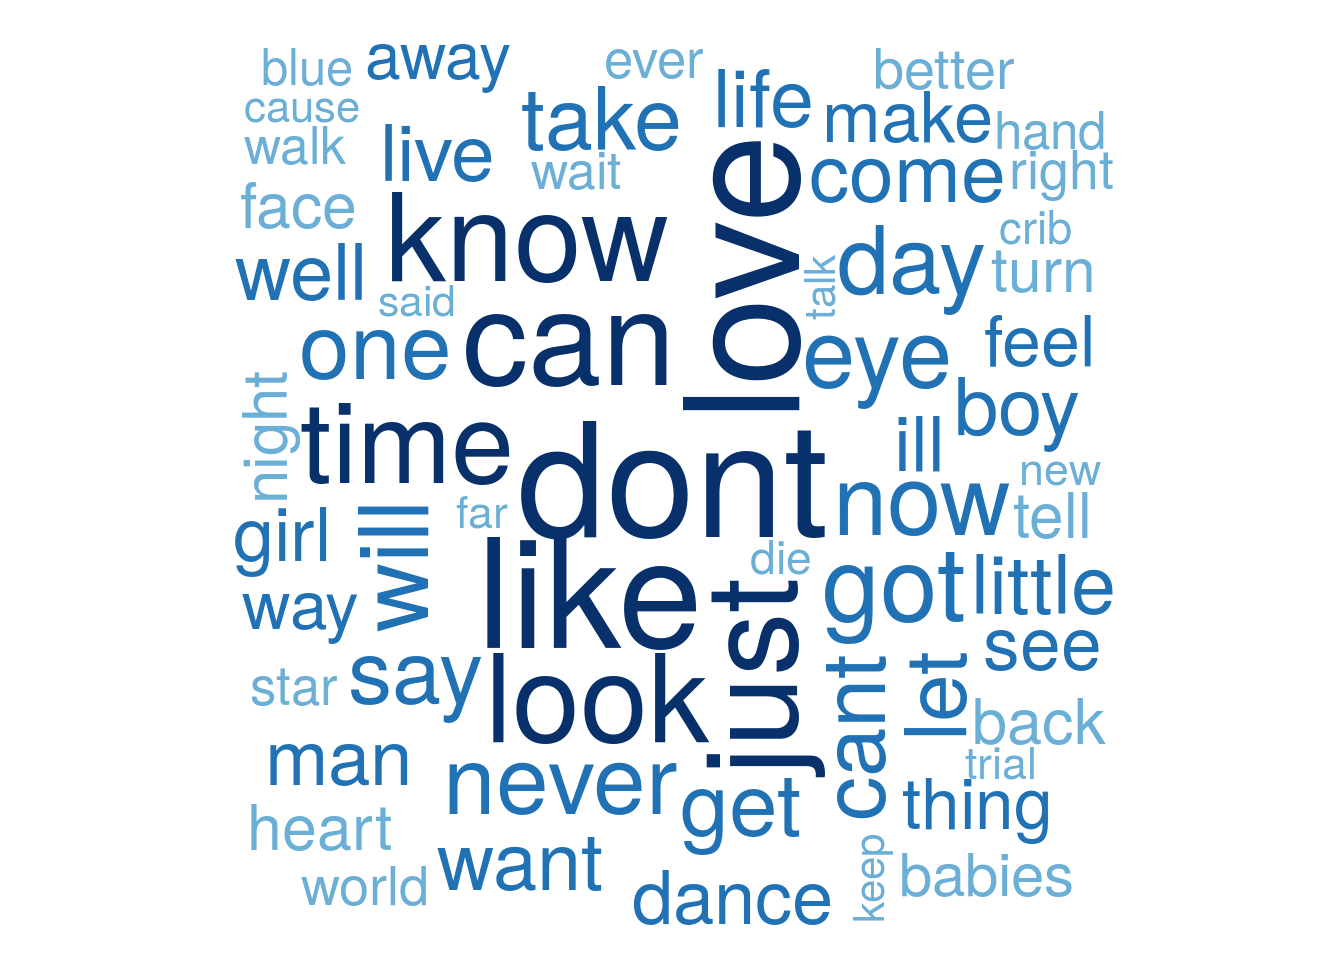 blue
away
ever
life
better
cause
take
make
hand
walk
live
wait
love
come
right
face
know
crib
well
said
talk
day
turn
one
can
eye
feel
night
time
dont
ill
boy
new
girl
will
far
now
tell
way
like
die
got
little
just
see
star
say
look
cant
let
back
man
never
get
trial
thing
heart
want
world
dance
keep
babies